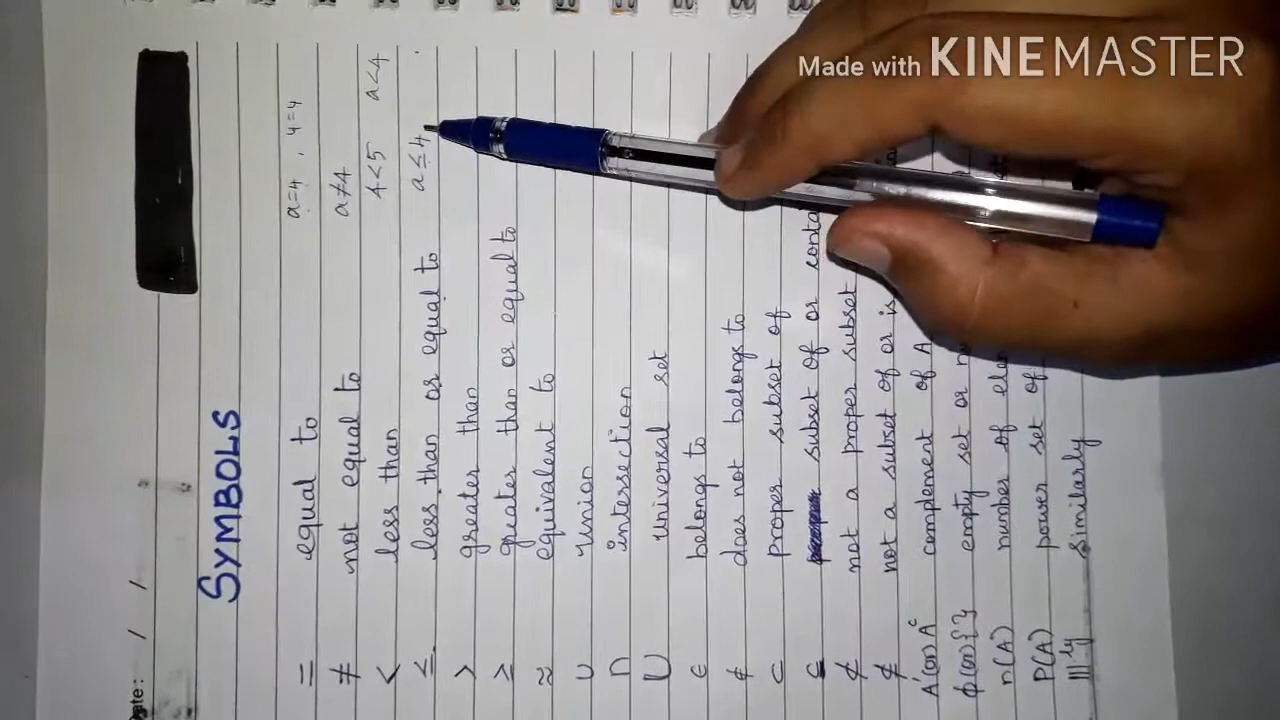 Made with KINEMASTER
Date: / /
SYMBOLS
= equal to a=4, 4=4
≠ not equal to a≠4
< less than 4<5 a<4
≤ less than or equal to a≤4
> greater than
≥ greater than or equal to
≈ equivalent to
∪ union
∩ intersection
U universal set
∈ belongs to
∉ does not belongs to
⊂ proper subset of
⊆ subset of or
⊄ not a proper subset
⊈ not a subset of or is
A'(or)Aᶜ complement of A
ϕ(or){ } empty set or
n(A) number of
P(A) power set of
|||ly similarly